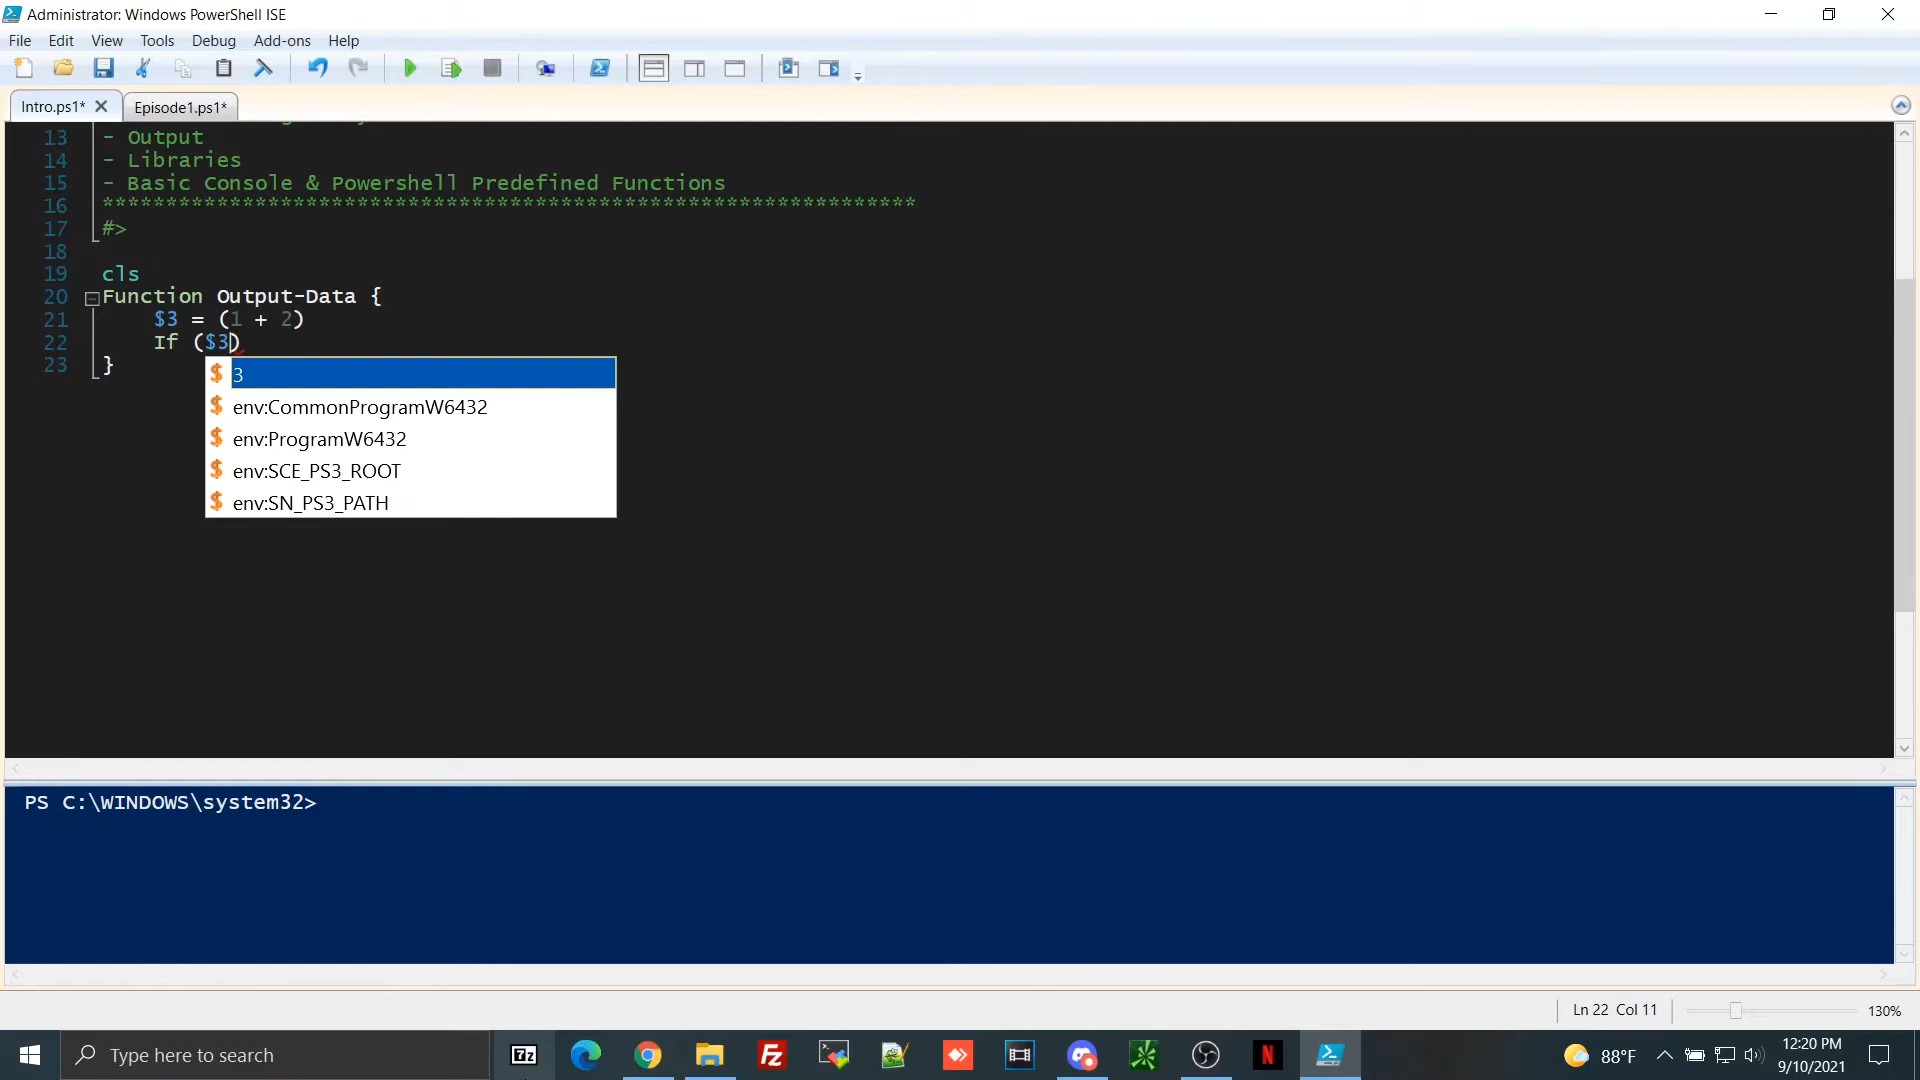 Administrator: Windows PowerShell ISE
File Edit View Tools Debug Add-ons Help
Intro.ps1* Episode1.ps1*
13 - Output
14 - Libraries
15 - Basic Console & Powershell Predefined Functions
16 ****************************************************************
17 #>
18
19 cls
20 Function Output-Data {
21 $3 = (1 + 2)
22 If ($3)
23 }
3
env:CommonProgramW6432
env:ProgramW6432
env:SCE_PS3_ROOT
env:SN_PS3_PATH
PS C:\WINDOWS\system32>
Ln 22 Col 11 130%
Type here to search
7z
Fz
N
88°F
12:20 PM
9/10/2021